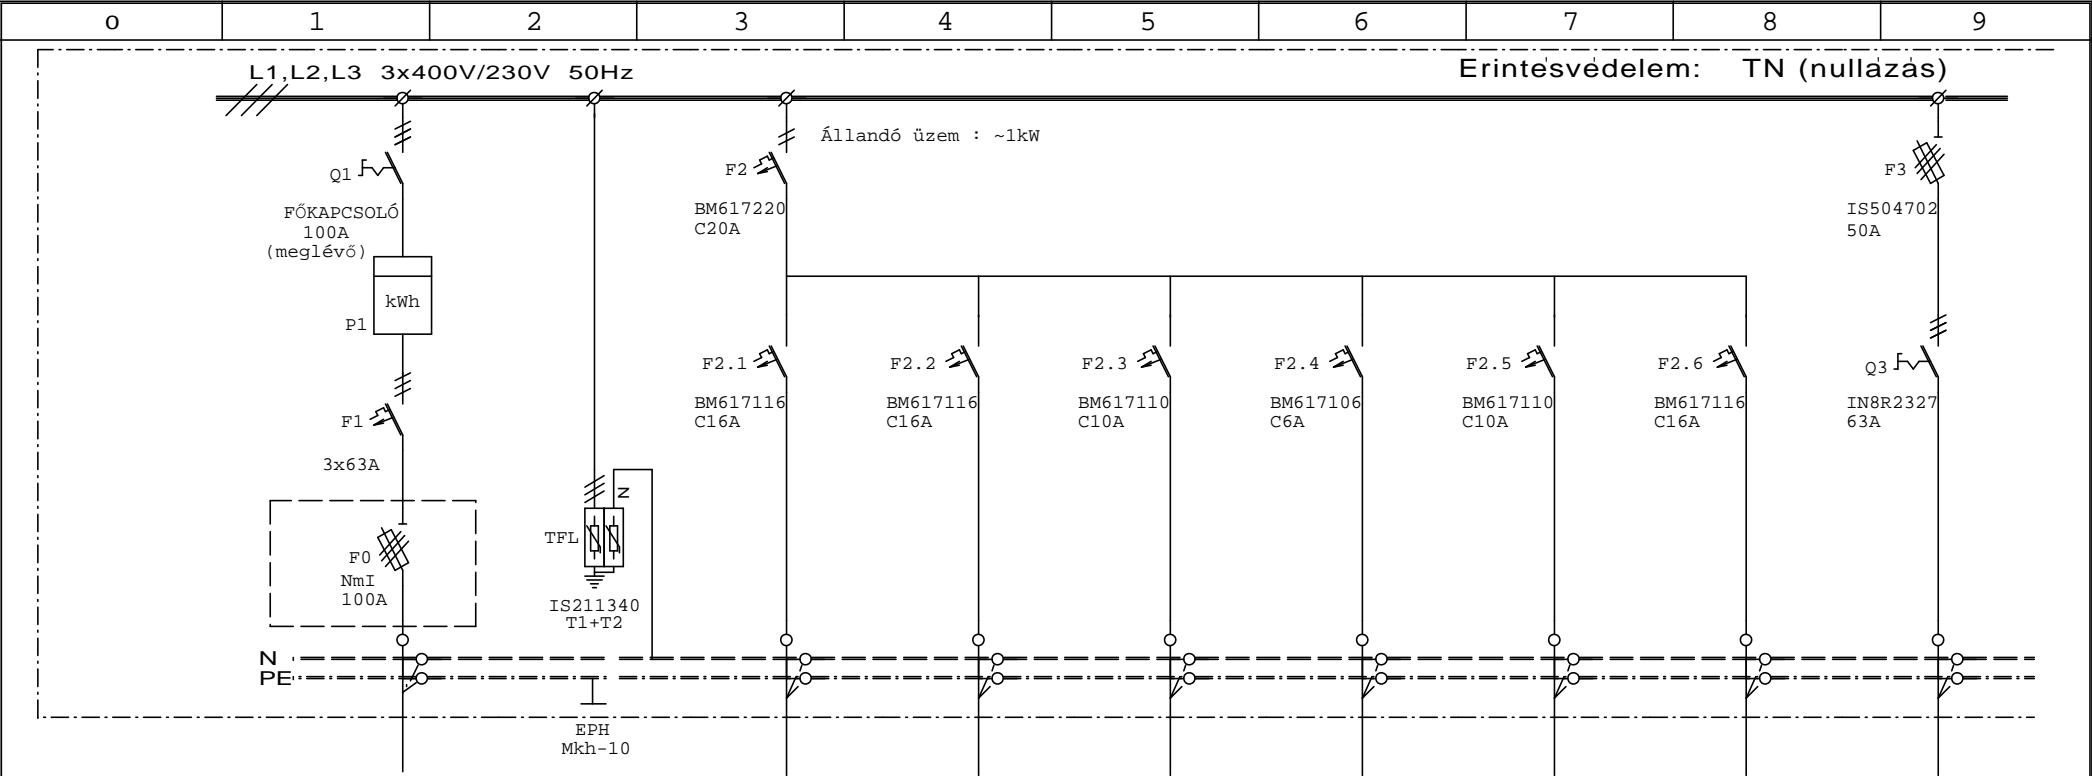 0 1 2 3 4 5 6 7 8 9
L1,L2,L3 3x400V/230V 50Hz
Érintésvédelem: TN (nullázás)
Állandó üzem : ~1kW
Q1
FŐKAPCSOLÓ
100A
(meglévő)
kWh
P1
F1
3x63A
F0
NmI
100A
TFL
N
IS211340
T1+T2
F2
BM617220
C20A
F2.1
BM617116
C16A
F2.2
BM617116
C16A
F2.3
BM617110
C10A
F2.4
BM617106
C6A
F2.5
BM617110
C10A
F2.6
BM617116
C16A
F3
IS504702
50A
Q3
IN8R2327
63A
N
PE
EPH
Mkh-10